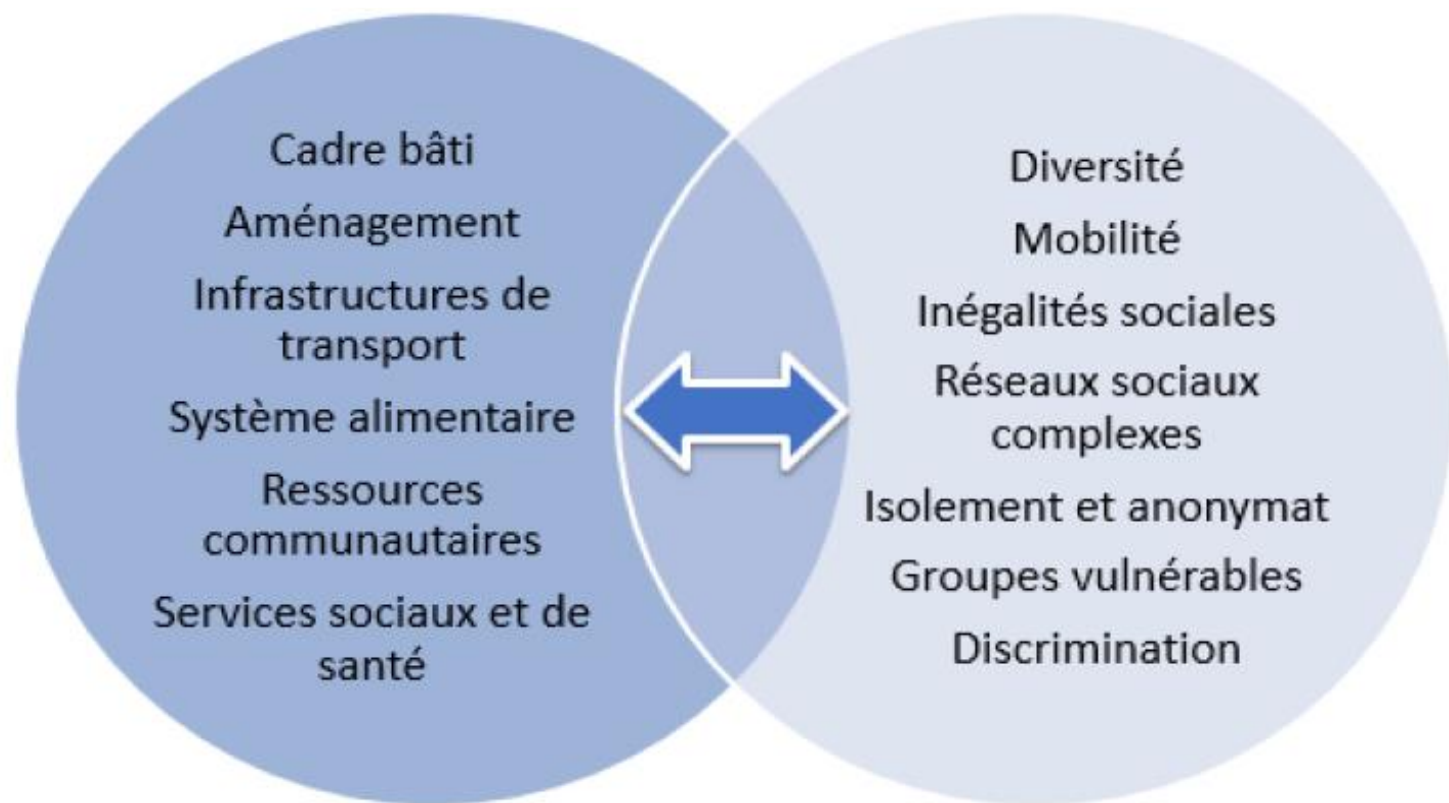 Cadre bâti
Aménagement
Infrastructures de
transport
Système alimentaire
Ressources
communautaires
Services sociaux et de
santé
Diversité
Mobilité
Inégalités sociales
Réseaux sociaux
complexes
Isolement et anonymat
Groupes vulnérables
Discrimination